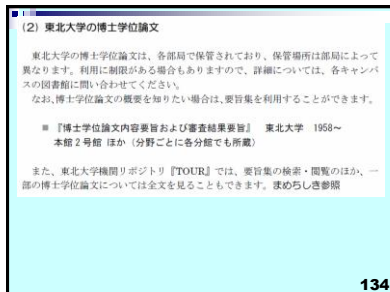 (2) 東北大学の博士学位論文
東北大学の博士学位論文は、各部局で保管されており、保管場所は部局によって
異なります。利用に制限がある場合もありますので、詳細については、各キャンパ
スの図書館に問い合わせてください。
なお、博士学位論文の概要を知りたい場合は、要旨集を利用することができます。
■ 『博士学位論文内容要旨および審査結果要旨』 東北大学 1958～
本館2号館 ほか（分野ごとに各分館でも所蔵）
また、東北大学機関リポジトリ『TOUR』では、要旨集の検索・閲覧のほか、一
部の博士学位論文については全文を見ることもできます。まめちしき参照
134